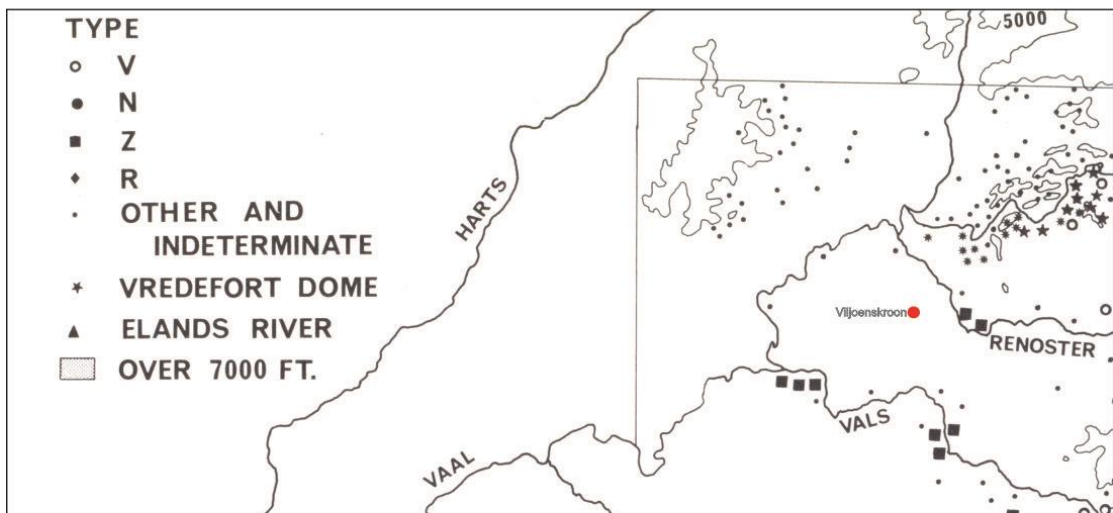 TYPE
V
N
Z
R
OTHER AND
INDETERMINATE
VREDEFORT DOME
ELANDS RIVER
OVER 7000 FT.
5000
HARTS
Viljoenskroon
RENOSTER
VALS
VAAL